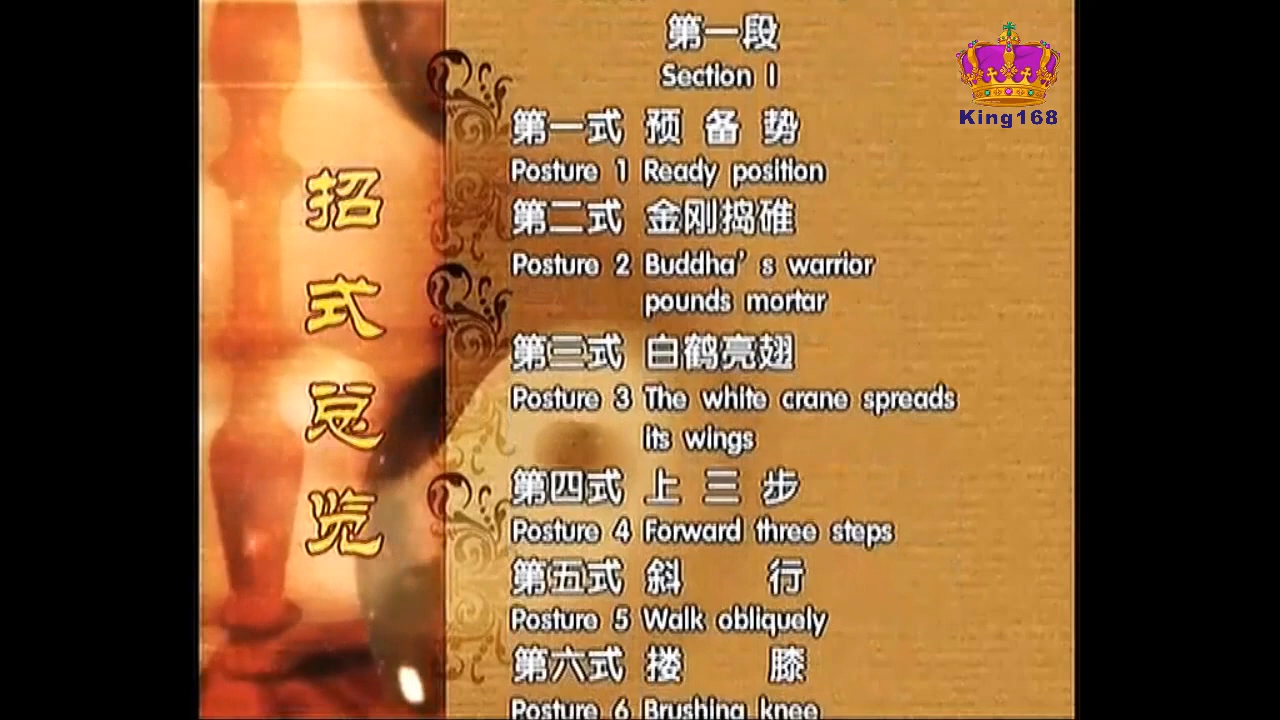 招式总览
第一段
Section I
第一式 预备势
Posture 1 Ready position
第二式 金刚捣碓
Posture 2 Buddha's warrior
pounds mortar
第三式 白鹤亮翅
Posture 3 The white crane spreads
its wings
第四式 上三步
Posture 4 Forward three steps
第五式 斜行
Posture 5 Walk obliquely
第六式 搂膝
Posture 6 Brushing knee
King168